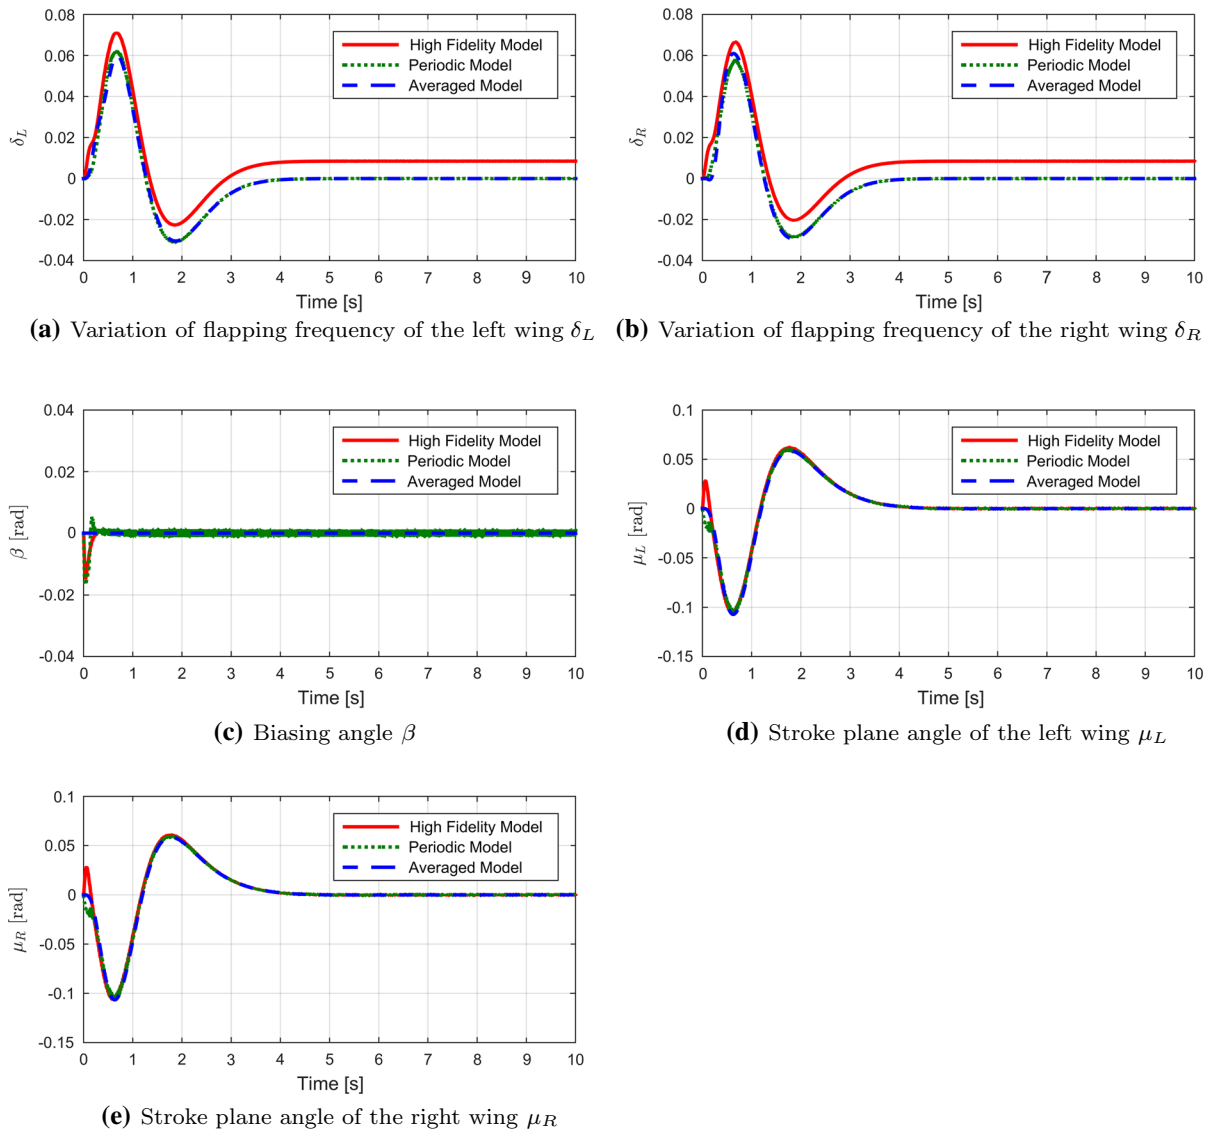 0.08
0.06
0.04
0.02
0
-0.02
-0.04
δ_L
High Fidelity Model
Periodic Model
Averaged Model
0 1 2 3 4 5 6 7 8 9 10
Time [s]
(a) Variation of flapping frequency of the left wing δ_L
0.08
0.06
0.04
0.02
0
-0.02
-0.04
δ_R
High Fidelity Model
Periodic Model
Averaged Model
0 1 2 3 4 5 6 7 8 9 10
Time [s]
(b) Variation of flapping frequency of the right wing δ_R
0.04
0.02
0
-0.02
-0.04
β [rad]
High Fidelity Model
Periodic Model
Averaged Model
0 1 2 3 4 5 6 7 8 9 10
Time [s]
(c) Biasing angle β
0.1
0.05
0
-0.05
-0.1
-0.15
μ_L [rad]
High Fidelity Model
Periodic Model
Averaged Model
0 1 2 3 4 5 6 7 8 9 10
Time [s]
(d) Stroke plane angle of the left wing μ_L
0.1
0.05
0
-0.05
-0.1
-0.15
μ_R [rad]
High Fidelity Model
Periodic Model
Averaged Model
0 1 2 3 4 5 6 7 8 9 10
Time [s]
(e) Stroke plane angle of the right wing μ_R